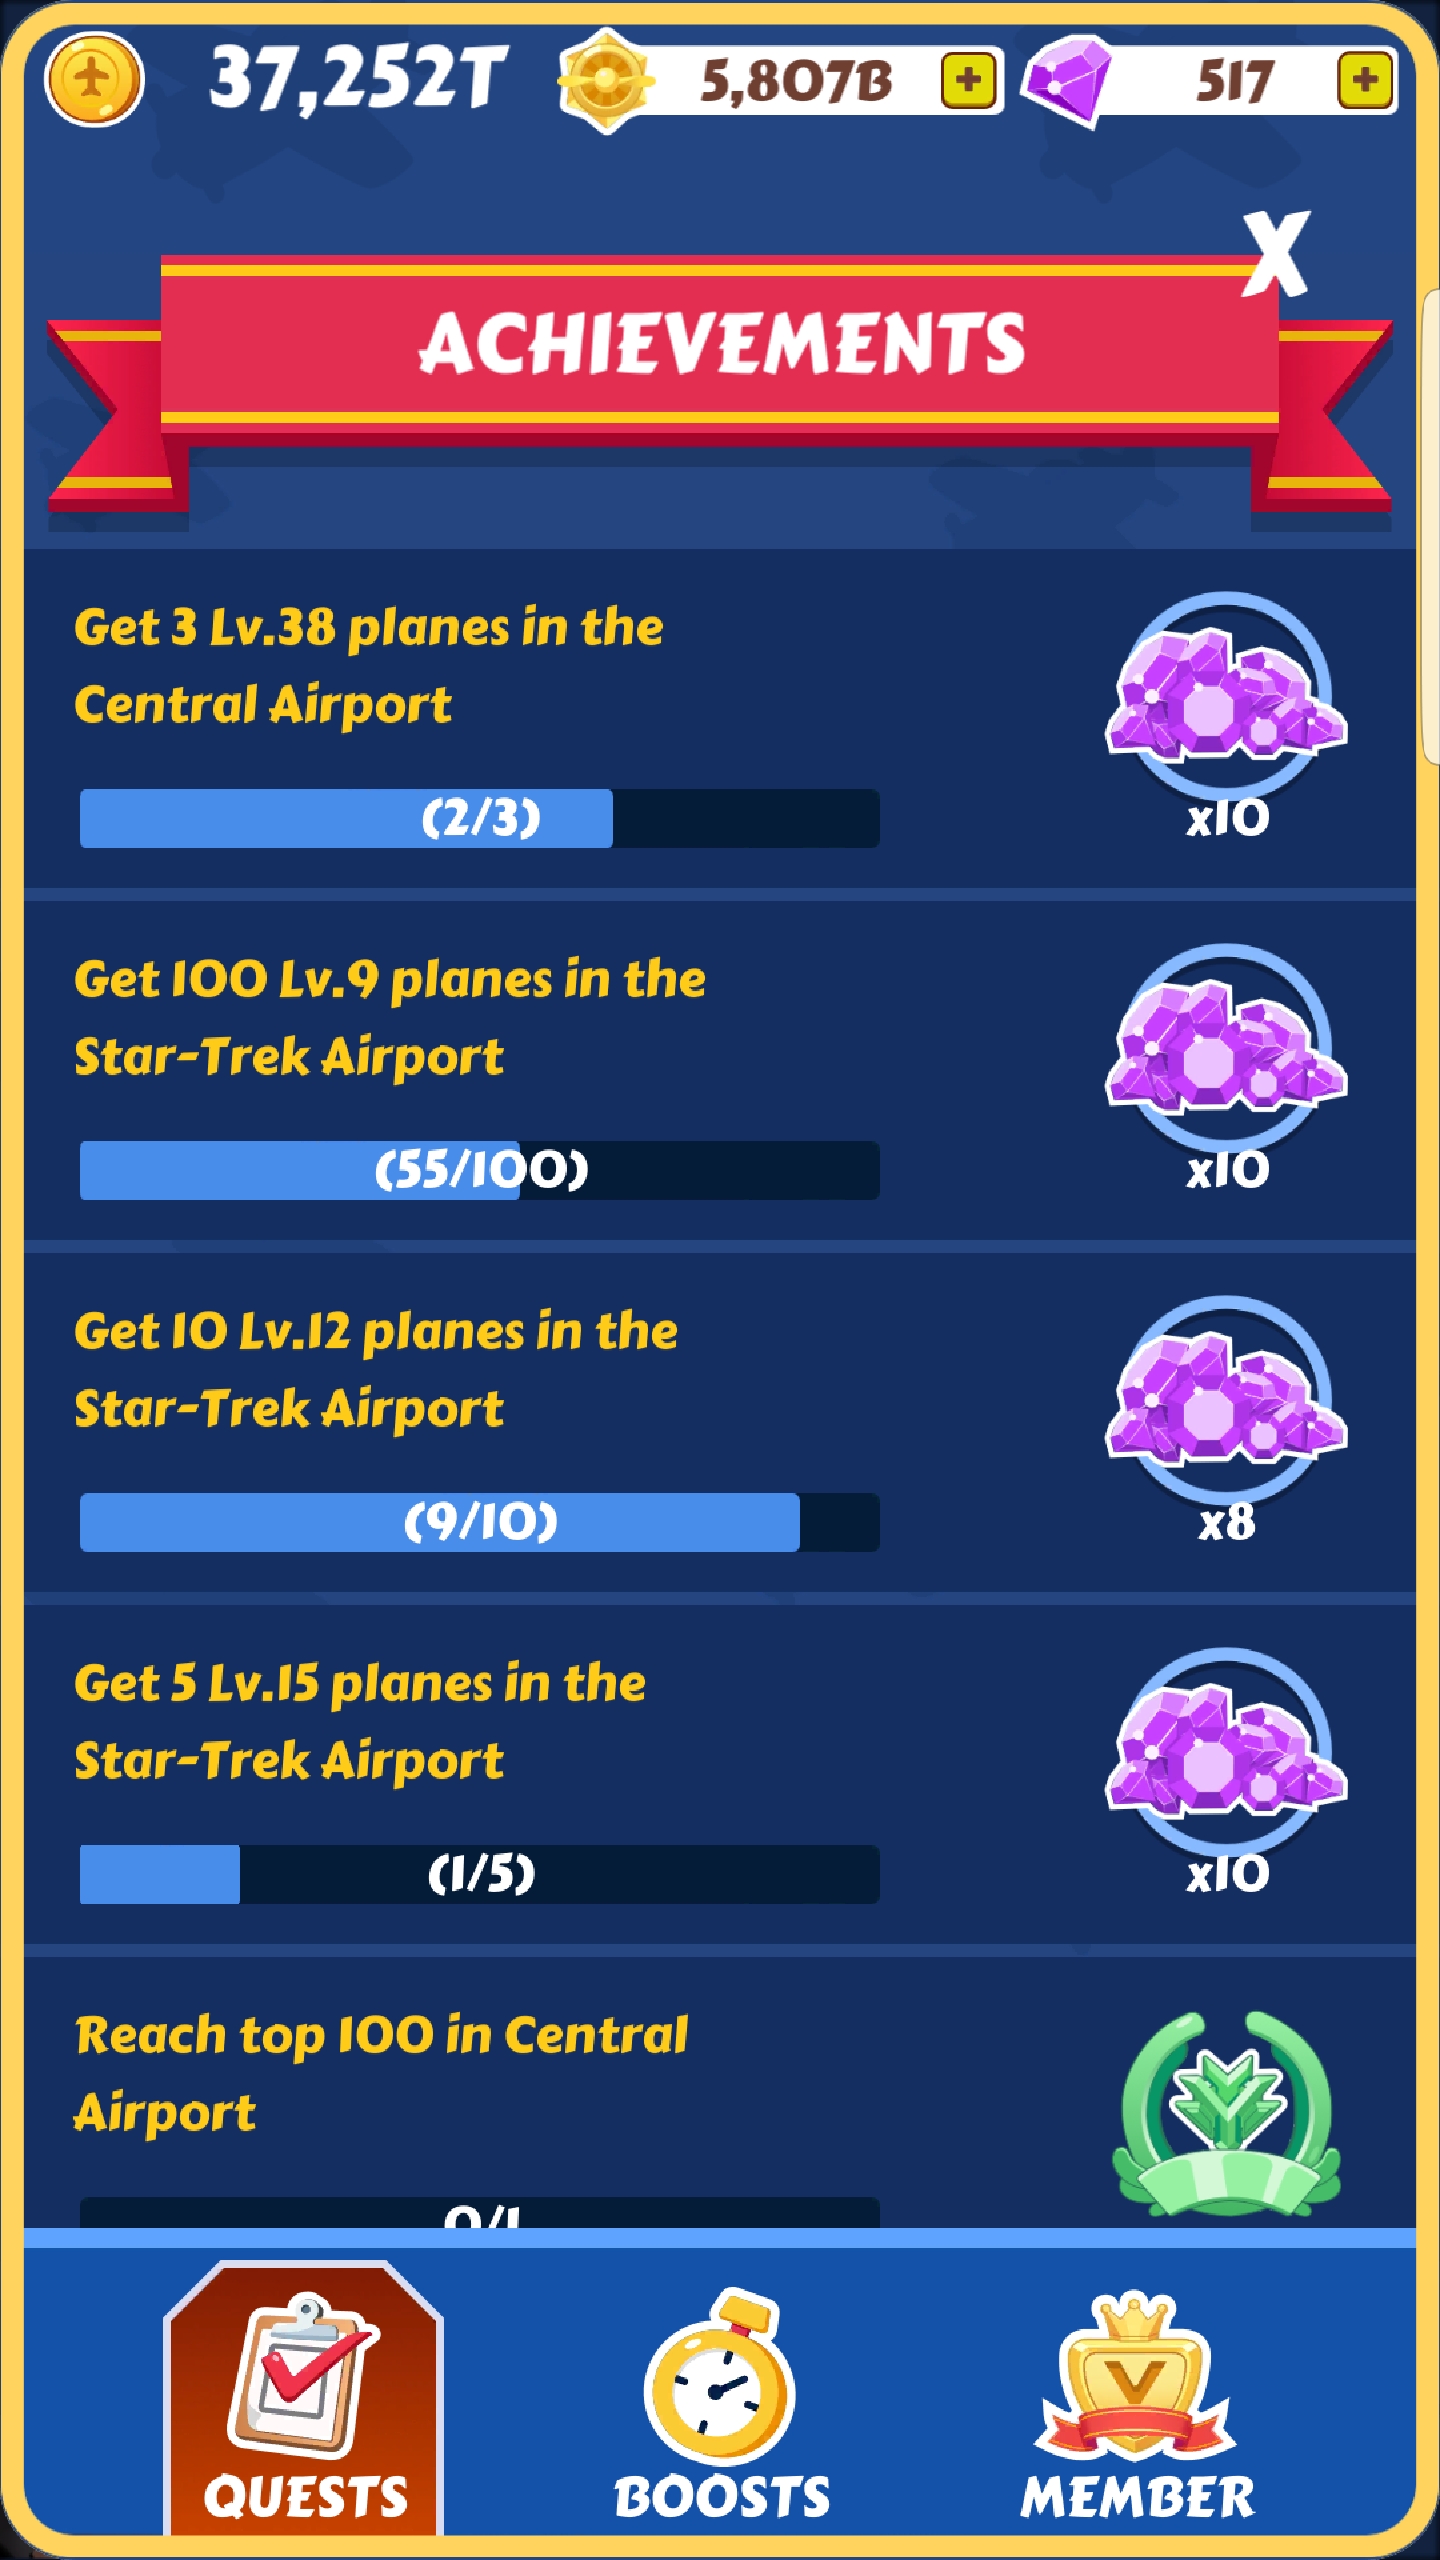 37,252T
5,807B
+
517
+
X
ACHIEVEMENTS
Get 3 Lv.38 planes in the
Central Airport
(2/3)
x10
Get 100 Lv.9 planes in the
Star-Trek Airport
(55/100)
x10
Get 10 Lv.12 planes in the
Star-Trek Airport
(9/10)
x8
Get 5 Lv.15 planes in the
Star-Trek Airport
(1/5)
x10
Reach top 100 in Central
Airport
0/1
V
QUESTS
BOOSTS
MEMBER